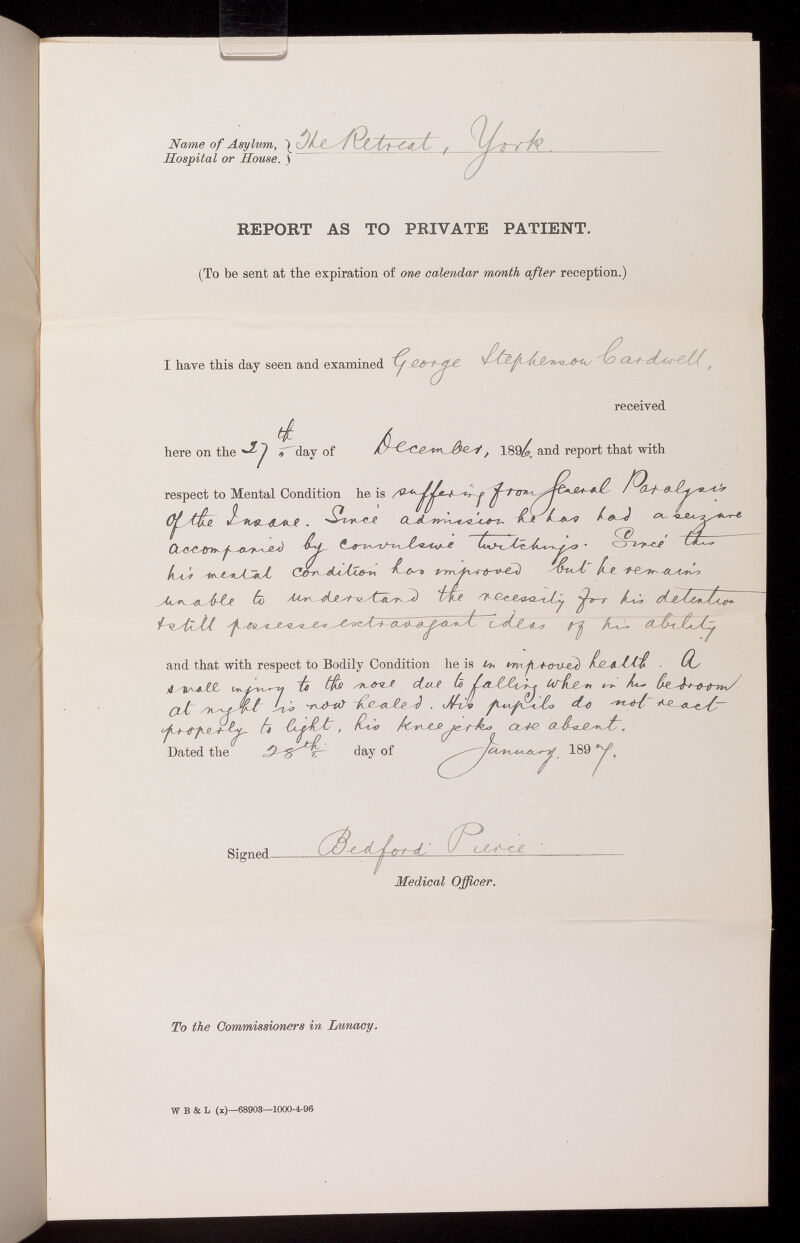 Name of Asylum, } The Retreat, York
Hospital or House.
REPORT AS TO PRIVATE PATIENT.
(To be sent at the expiration of one calendar month after reception.)
I have this day seen and examined George Stephenson Cardwell,
received
here on the 27th day of December, 1896, and report that with
respect to Mental Condition he is suffering from General Paralysis
of the Insane. Since admission he has had a seizure
accompanied by convulsive twitchings. Since this
his mental condition has improved but he remains
unable to understand the necessity for his detention
& still possesses extravagant ideas of his ability
and that with respect to Bodily Condition he is in improved health. A
small injury to the nose due to falling when in his bedroom
at night is now healed. His pupils do not react
properly to light, his knee jerks are absent.
Dated the 28th day of January, 1897.
Signed Bedford Pierce
Medical Officer.
To the Commissioners in Lunacy.
W B & L (x)—68903—1000-4-96